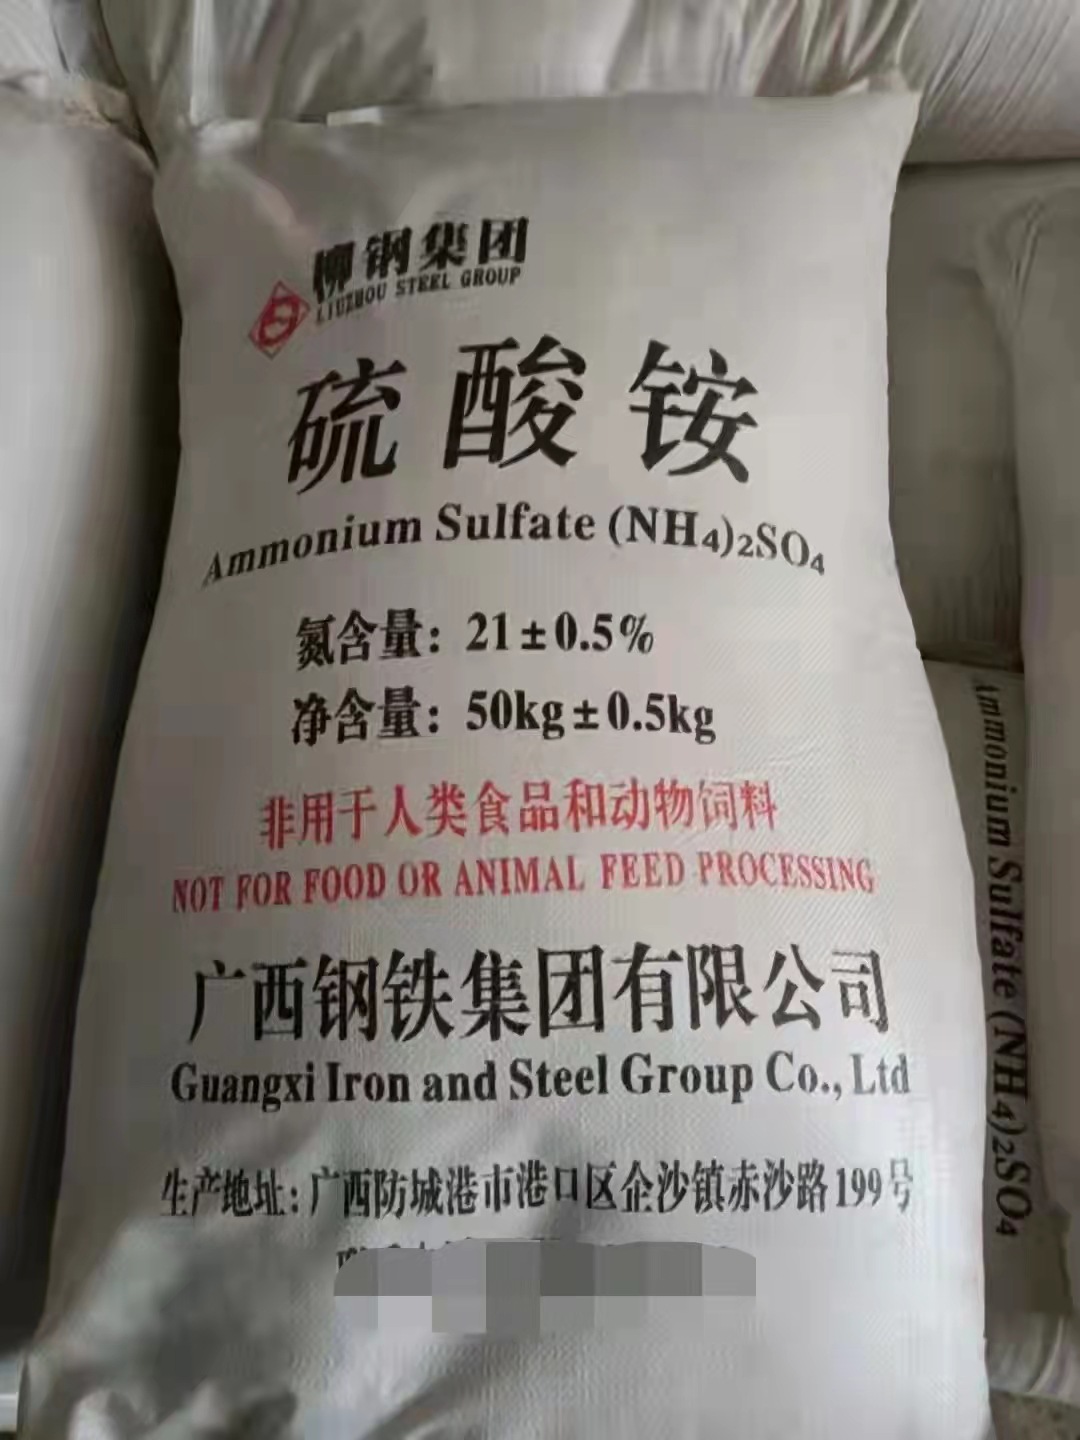 柳钢集团
LIUZHOU STEEL GROUP
硫酸铵
Ammonium Sulfate (NH₄)₂SO₄
氮含量：21±0.5%
净含量：50kg±0.5kg
非用于人类食品和动物饲料
NOT FOR FOOD OR ANIMAL FEED PROCESSING
广西钢铁集团有限公司
Guangxi Iron and Steel Group Co., Ltd
生产地址：广西防城港市港口区企沙镇赤沙路199号
Ammonium Sulfate (NH₄)₂SO₄